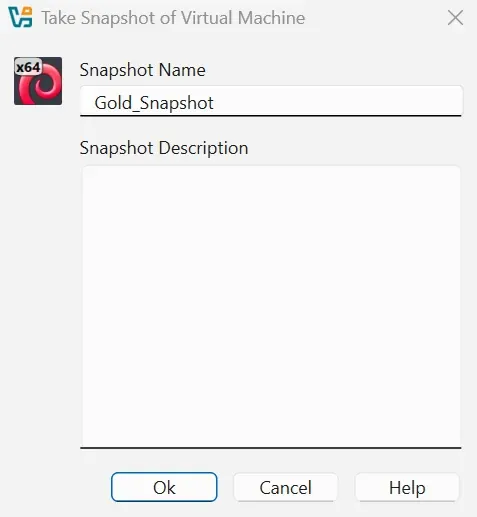 Take Snapshot of Virtual Machine
x64
Snapshot Name
Gold_Snapshot
Snapshot Description
Ok
Cancel
Help